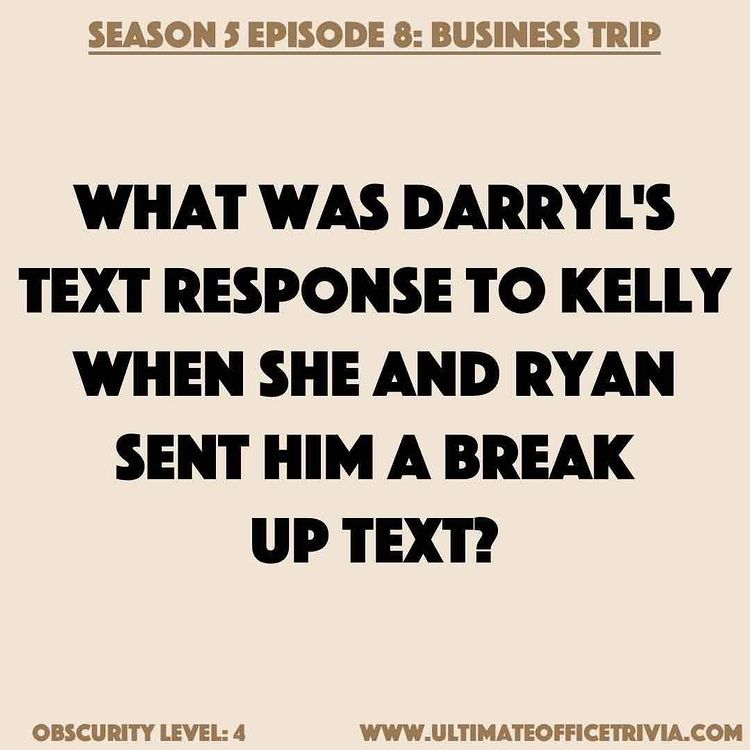 SEASON 5 EPISODE 8: BUSINESS TRIP
WHAT WAS DARRYL'S
TEXT RESPONSE TO KELLY
WHEN SHE AND RYAN
SENT HIM A BREAK
UP TEXT?
OBSCURITY LEVEL: 4
WWW.ULTIMATEOFFICETRIVIA.COM